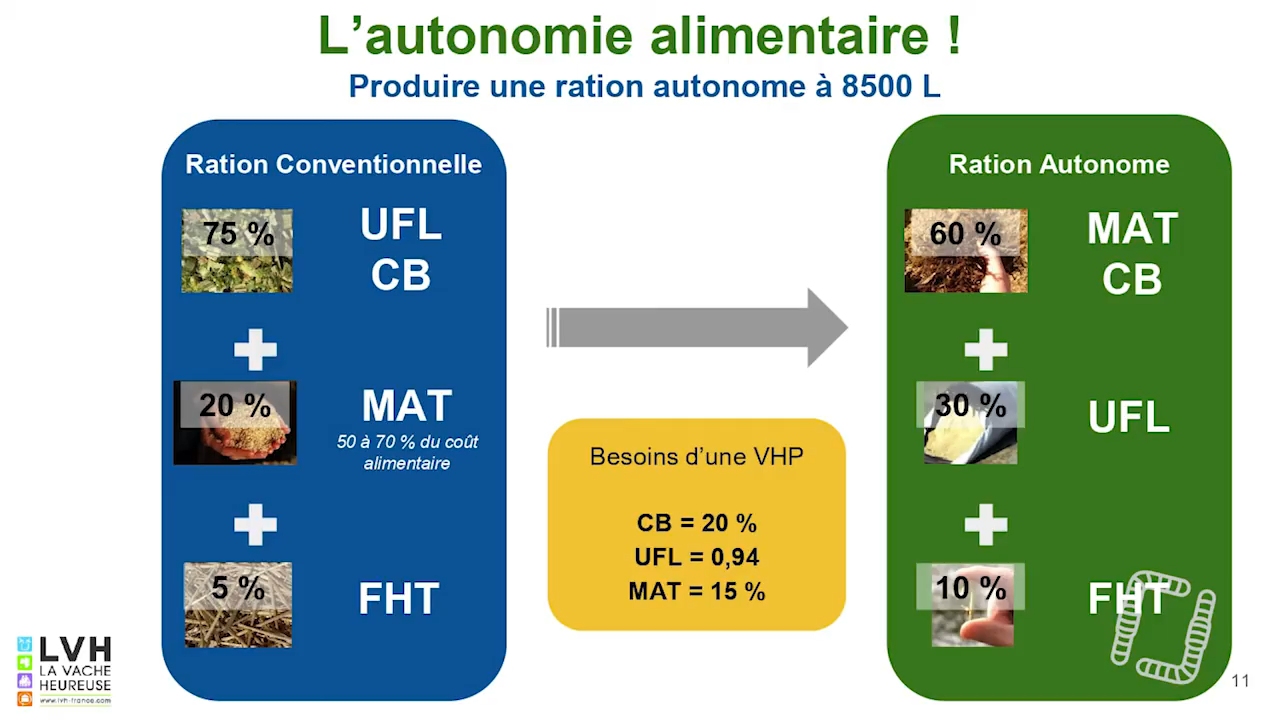 L'autonomie alimentaire !
Produire une ration autonome à 8500 L
Ration Conventionnelle
75 %
UFL
CB
20 %
MAT
50 à 70 % du coût
alimentaire
5 %
FHT
Besoins d'une VHP
CB = 20 %
UFL = 0,94
MAT = 15 %
Ration Autonome
60 %
MAT
CB
30 %
UFL
10 %
FHT
LVH
LA VACHE
HEUREUSE
www.lvh-france.com
11